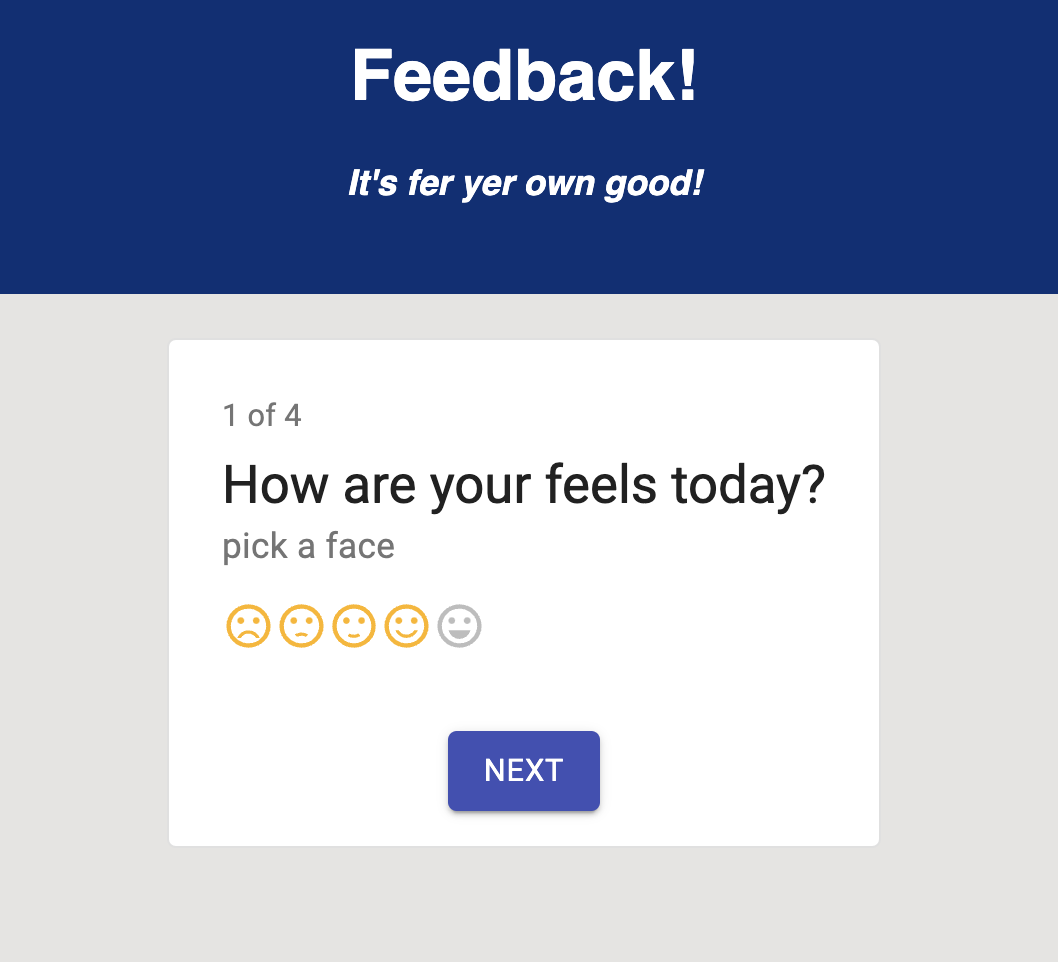 Feedback!
It's fer yer own good!
1 of 4
How are your feels today?
pick a face
NEXT